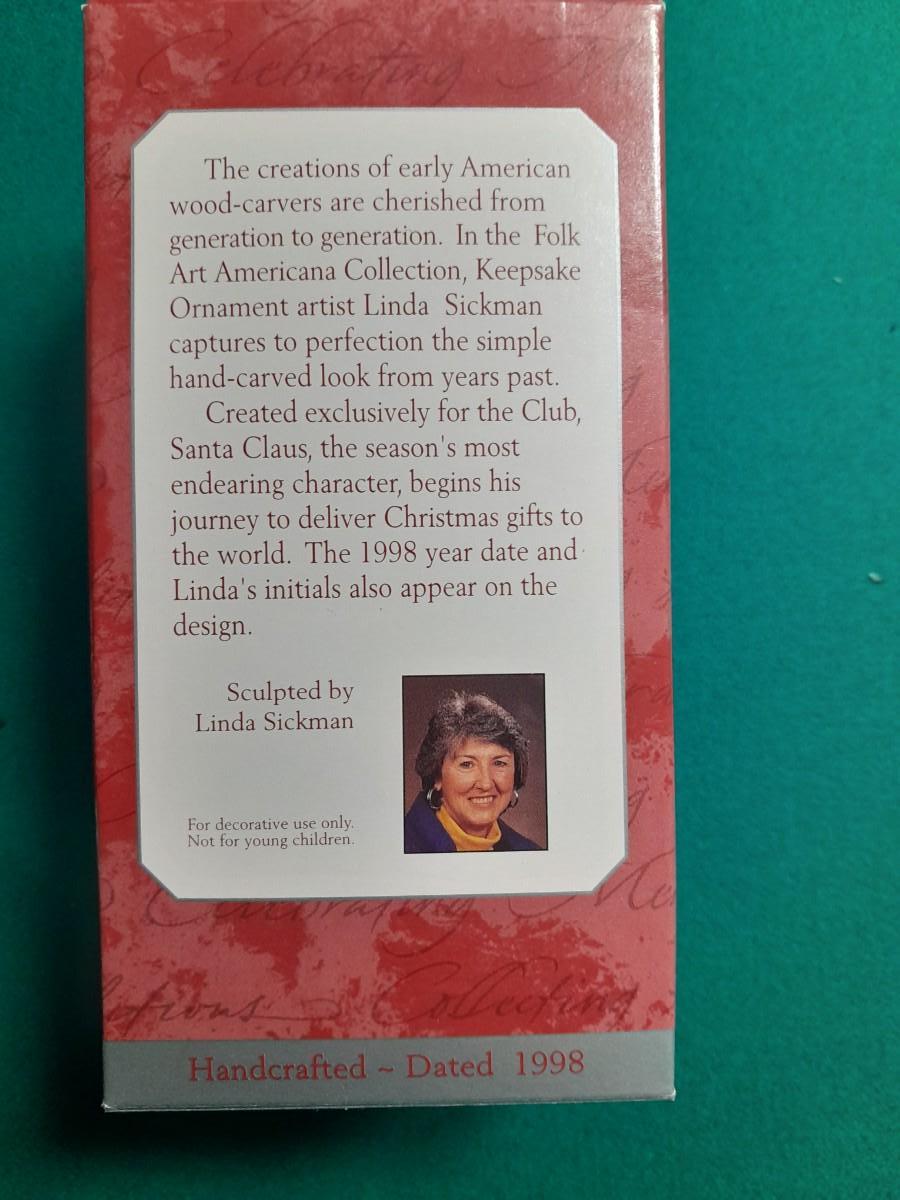 Celebrating
The creations of early American
wood-carvers are cherished from
generation to generation. In the Folk
Art Americana Collection, Keepsake
Ornament artist Linda Sickman
captures to perfection the simple
hand-carved look from years past.
Created exclusively for the Club,
Santa Claus, the season's most
endearing character, begins his
journey to deliver Christmas gifts to
the world. The 1998 year date and
Linda's initials also appear on the
design.
Sculpted by
Linda Sickman
For decorative use only.
Not for young children.
Celebrating
Collecting
Handcrafted ~ Dated 1998